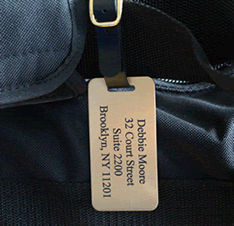 Debbie Moore
32 Court Street
Suite 2200
Brooklyn, NY 11201